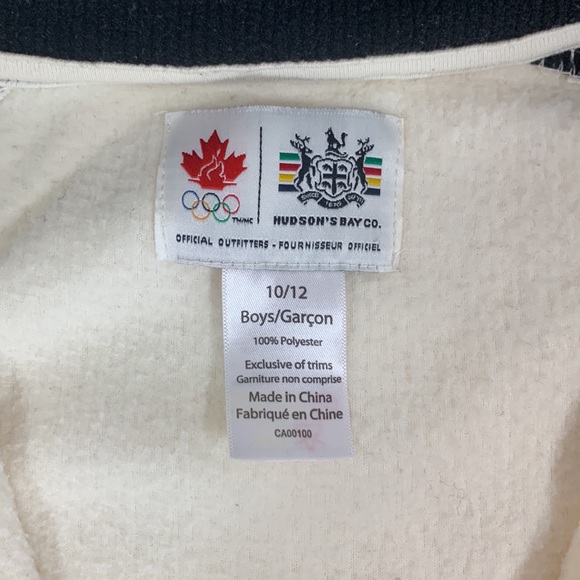 TM/MC
HUDSON'S BAY CO.
OFFICIAL OUTFITTERS - FOURNISSEUR OFFICIEL
10/12
Boys/Garçon
100% Polyester
Exclusive of trims
Garniture non comprise
Made in China
Fabriqué en Chine
CA00100